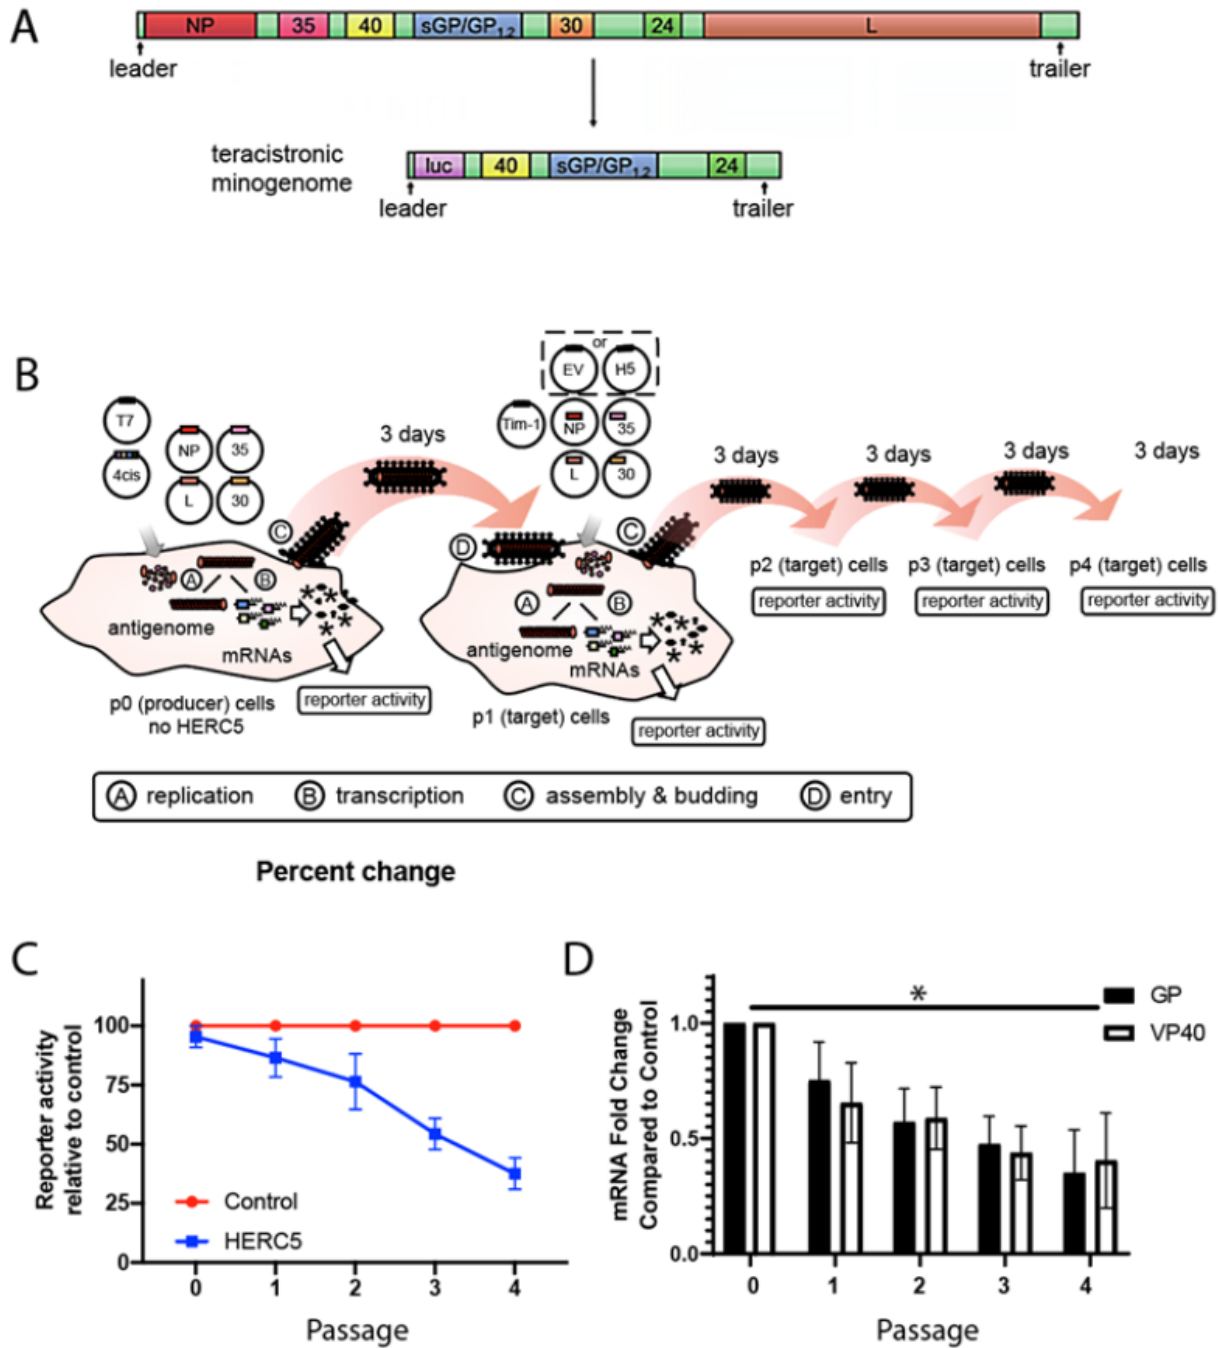 A
NP 35 40 sGP/GP1,2 30 24 L
leader trailer
teracistronic
minogenome
luc 40 sGP/GP1,2 24
leader trailer
B
or
EV H5
T7
NP 35
4cis
L 30
3 days
Tim-1
NP 35
L 30
3 days
3 days
3 days
3 days
C
D
C
A B
antigenome
mRNAs
A B
antigenome
mRNAs
AAA
p2 (target) cells
p3 (target) cells
p4 (target) cells
reporter activity
reporter activity
reporter activity
p0 (producer) cells
no HERC5
reporter activity
p1 (target) cells
reporter activity
A replication B transcription C assembly & budding D entry
Percent change
C
Reporter activity
relative to control
100
75
50
25
0
Control
HERC5
0 1 2 3 4
Passage
D
mRNA Fold Change
Compared to Control
1.0
0.5
0.0
*
GP
VP40
0 1 2 3 4
Passage